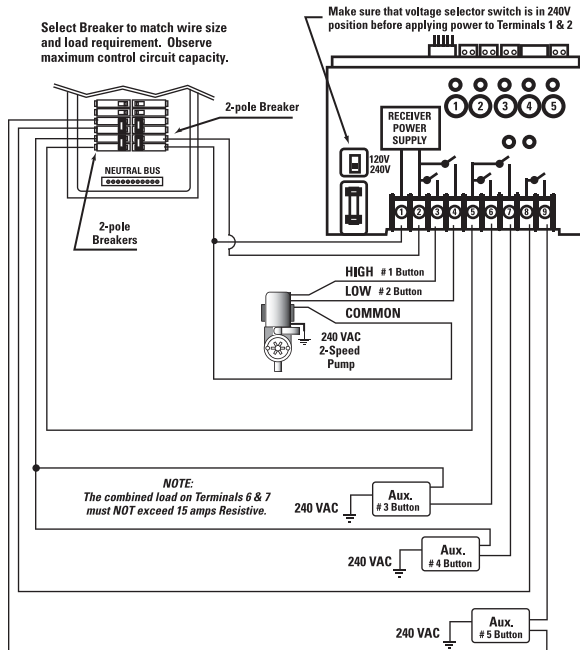 Select Breaker to match wire size
and load requirement. Observe
maximum control circuit capacity.
Make sure that voltage selector switch is in 240V
position before applying power to Terminals 1 & 2
2-pole Breaker
NEUTRAL BUS
2-pole
Breakers
1 2 3 4 5
RECEIVER
POWER
SUPPLY
120V
240V
1 2 3 4 5 6 7 8 9
HIGH # 1 Button
LOW # 2 Button
COMMON
240 VAC
2-Speed
Pump
NOTE:
The combined load on Terminals 6 & 7
must NOT exceed 15 amps Resistive.
240 VAC
Aux.
# 3 Button
240 VAC
Aux.
# 4 Button
240 VAC
Aux.
# 5 Button